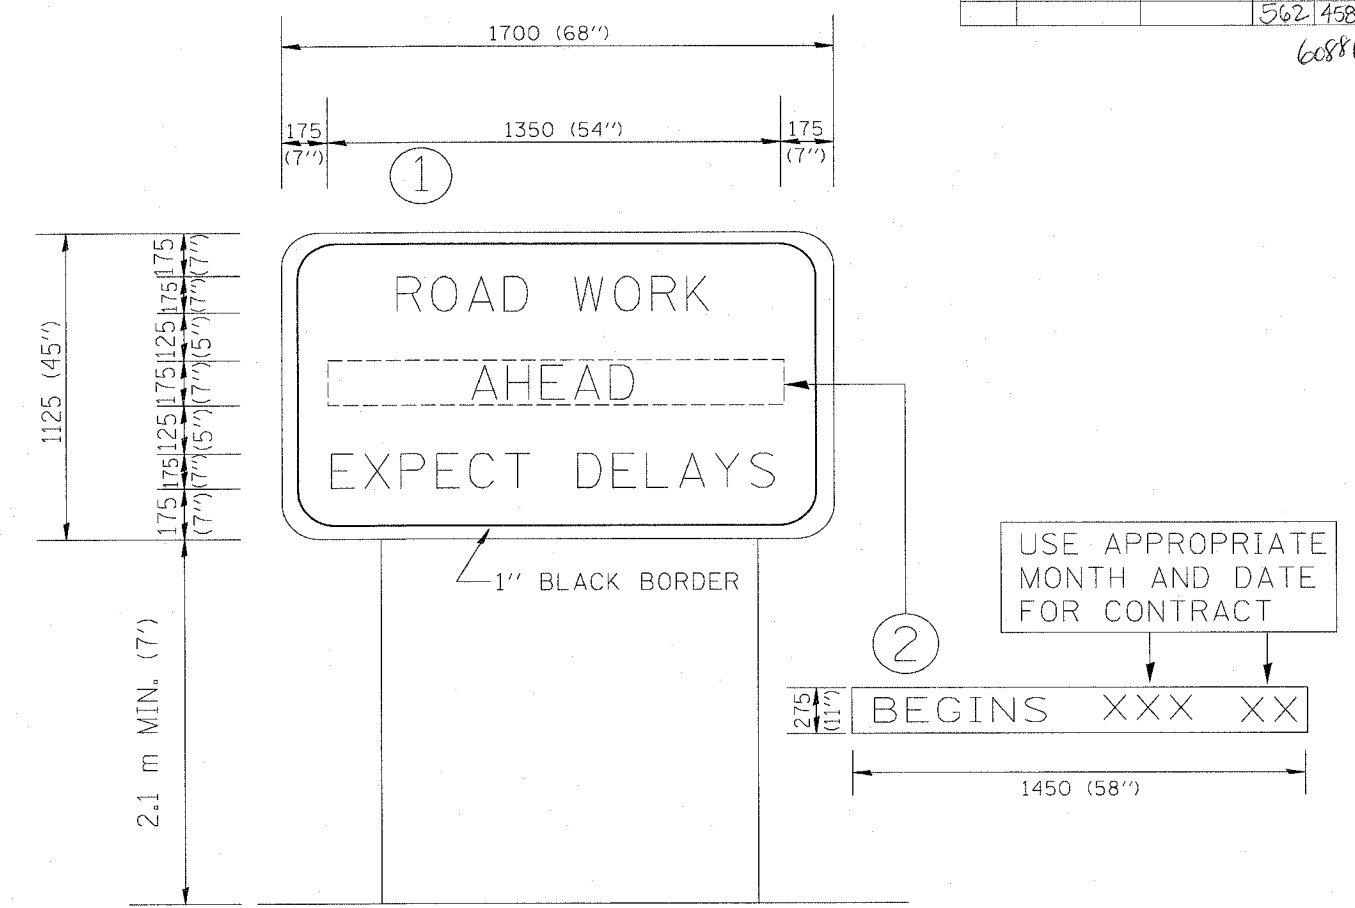 562 458
1700 (68'')
175 1350 (54'') 175
(7'') (7'')
1
1125 (45'')
175 (7'')
175 (7'')
125 (5'')
175 (7'')
125 (5'')
175 (7'')
175 (7'')
ROAD WORK
AHEAD
EXPECT DELAYS
1'' BLACK BORDER
2.1 m MIN. (7')
USE APPROPRIATE
MONTH AND DATE
FOR CONTRACT
2
275 (11'')
BEGINS XXX XX
1450 (58'')